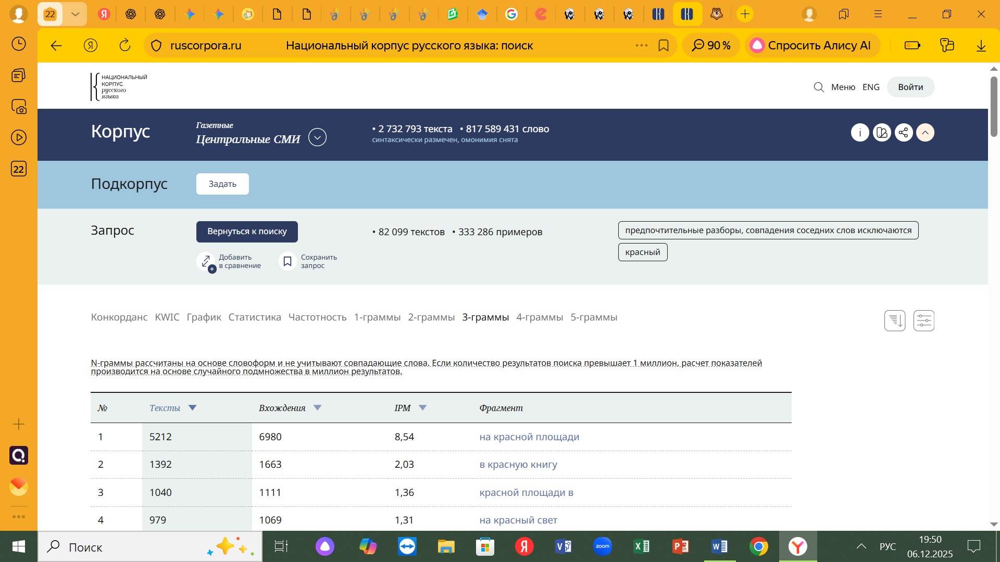 22
ruscorpora.ru
Национальный корпус русского языка: поиск
90 %
Спросить Алису AI
НАЦИОНАЛЬНЫЙ
КОРПУС
русского
языка
Меню
ENG
Войти
Корпус
Газетные
Центральные СМИ
• 2 732 793 текста • 817 589 431 слово
синтаксически размечен, омонимия снята
22
Подкорпус
Задать
Запрос
Вернуться к поиску
• 82 099 текстов • 333 286 примеров
предпочтительные разборы, совпадения соседних слов исключаются
красный
Добавить
в сравнение
Сохранить
запрос
Конкорданс KWIC График Статистика Частотность 1-граммы 2-граммы 3-граммы 4-граммы 5-граммы
N-граммы рассчитаны на основе словоформ и не учитывают совпадающие слова. Если количество результатов поиска превышает 1 миллион, расчет показателей
производится на основе случайного подмножества в миллион результатов.
№ Тексты Вхождения IPM Фрагмент
1 5212 6980 8,54 на красной площади
2 1392 1663 2,03 в красную книгу
3 1040 1111 1,36 красной площади в
4 979 1069 1,31 на красный свет
Поиск
zoom
РУС
19:50
06.12.2025